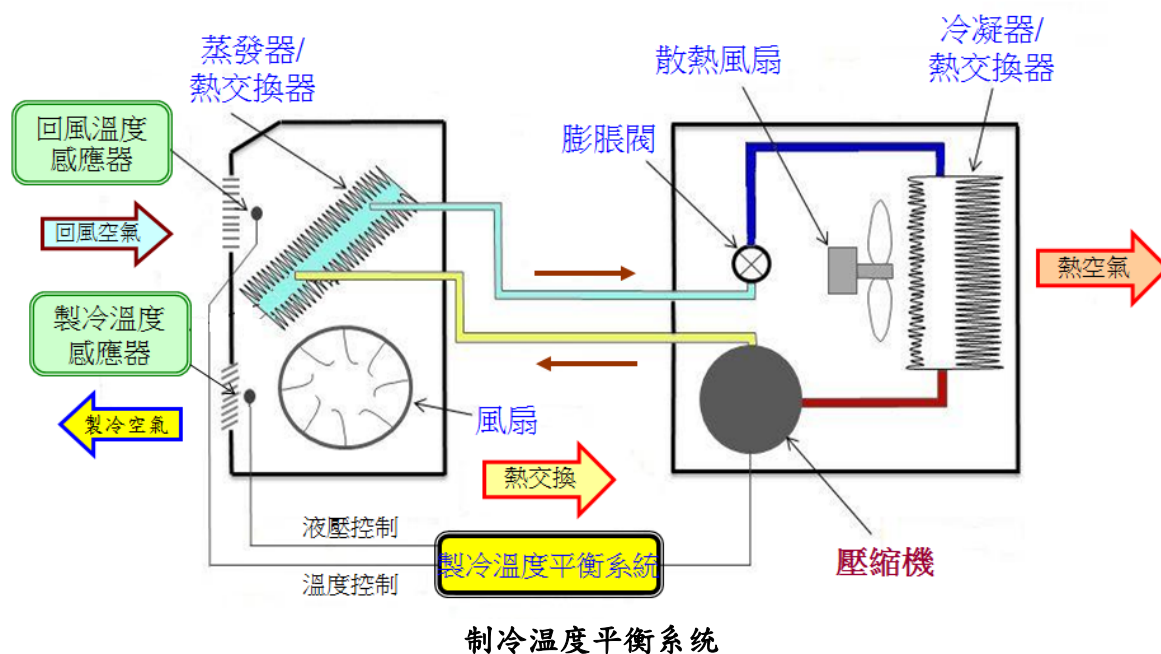 蒸發器/
熱交換器
散熱風扇
冷凝器/
熱交換器
回風溫度
感應器
膨脹閥
回風空氣
熱空氣
製冷溫度
感應器
製冷空氣
風扇
熱交換
液壓控制
製冷溫度平衡系統
溫度控制
壓縮機
制冷温度平衡系统